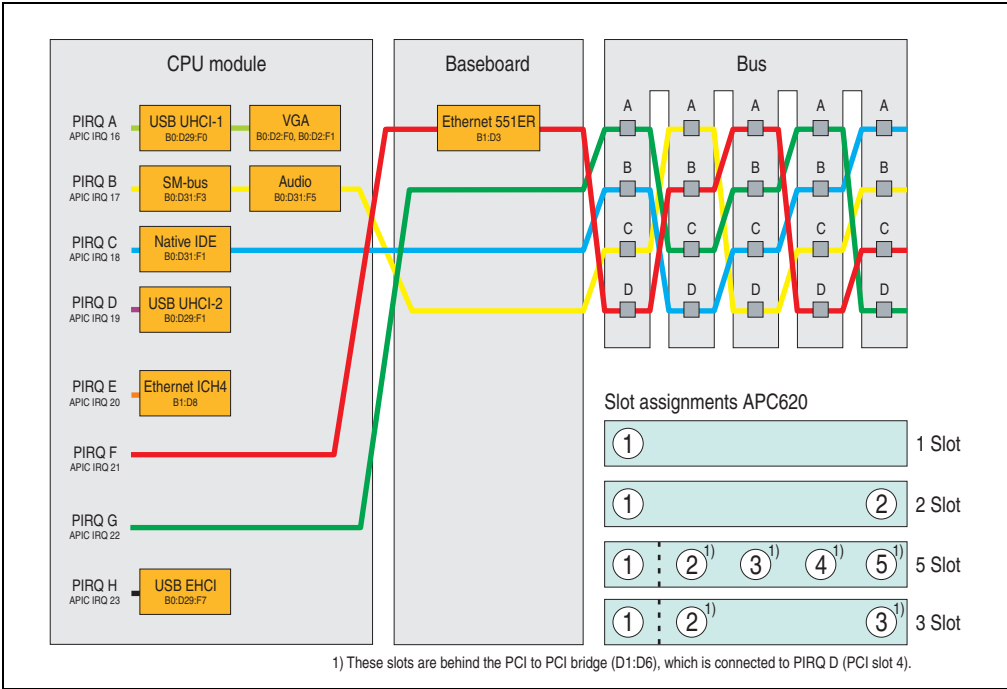 CPU module
Baseboard
Bus
PIRQ A
APIC IRQ 16
USB UHCI-1
B0:D29:F0
VGA
B0:D2:F0, B0:D2:F1
Ethernet 551ER
B1:D3
A A A A A
PIRQ B
APIC IRQ 17
SM-bus
B0:D31:F3
Audio
B0:D31:F5
B B B B B
PIRQ C
APIC IRQ 18
Native IDE
B0:D31:F1
C C C C C
PIRQ D
APIC IRQ 19
USB UHCI-2
B0:D29:F1
D D D D D
PIRQ E
APIC IRQ 20
Ethernet ICH4
B1:D8
PIRQ F
APIC IRQ 21
PIRQ G
APIC IRQ 22
PIRQ H
APIC IRQ 23
USB EHCI
B0:D29:F7
Slot assignments APC620
1 1 Slot
1 2 2 Slot
1 2 1) 3 1) 4 1) 5 1) 5 Slot
1 2 1) 3 1) 3 Slot
1) These slots are behind the PCI to PCI bridge (D1:D6), which is connected to PIRQ D (PCI slot 4).